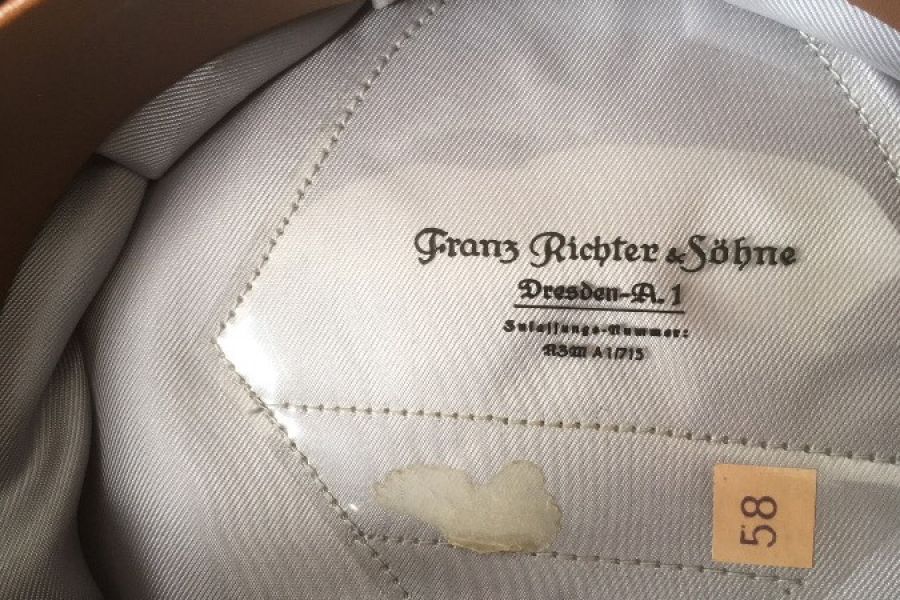 Franz Richter & Söhne
Dresden-A. 1
Zulassungs-Nummer:
RZM A1/715
58